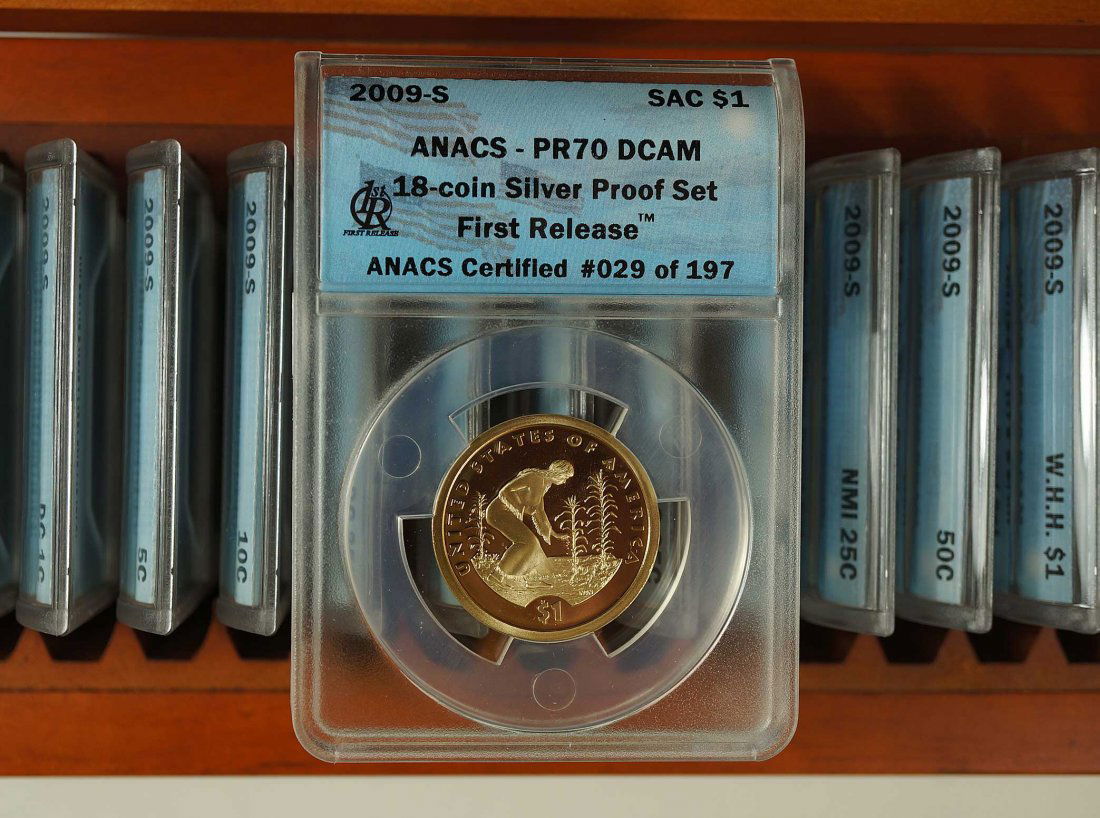 2009-S SAC $1
ANACS - PR70 DCAM
18-coin Silver Proof Set
First Release™
ANACS Certified #029 of 197
1st
R
FIRST RELEASE
UNITED STATES OF AMERICA
$1
2009-S
2009-S 5C
2009-S 10C
2009-S NMI 25C
2009-S 50C
2009-S W.H.H. $1